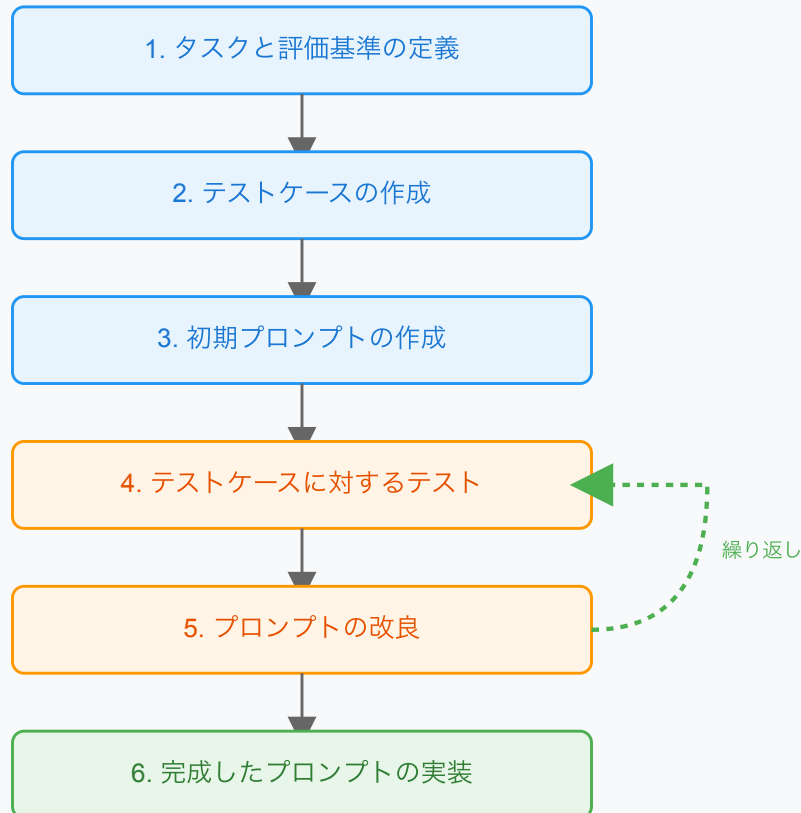 1. タスクと評価基準の定義
2. テストケースの作成
3. 初期プロンプトの作成
4. テストケースに対するテスト
繰り返し
5. プロンプトの改良
6. 完成したプロンプトの実装